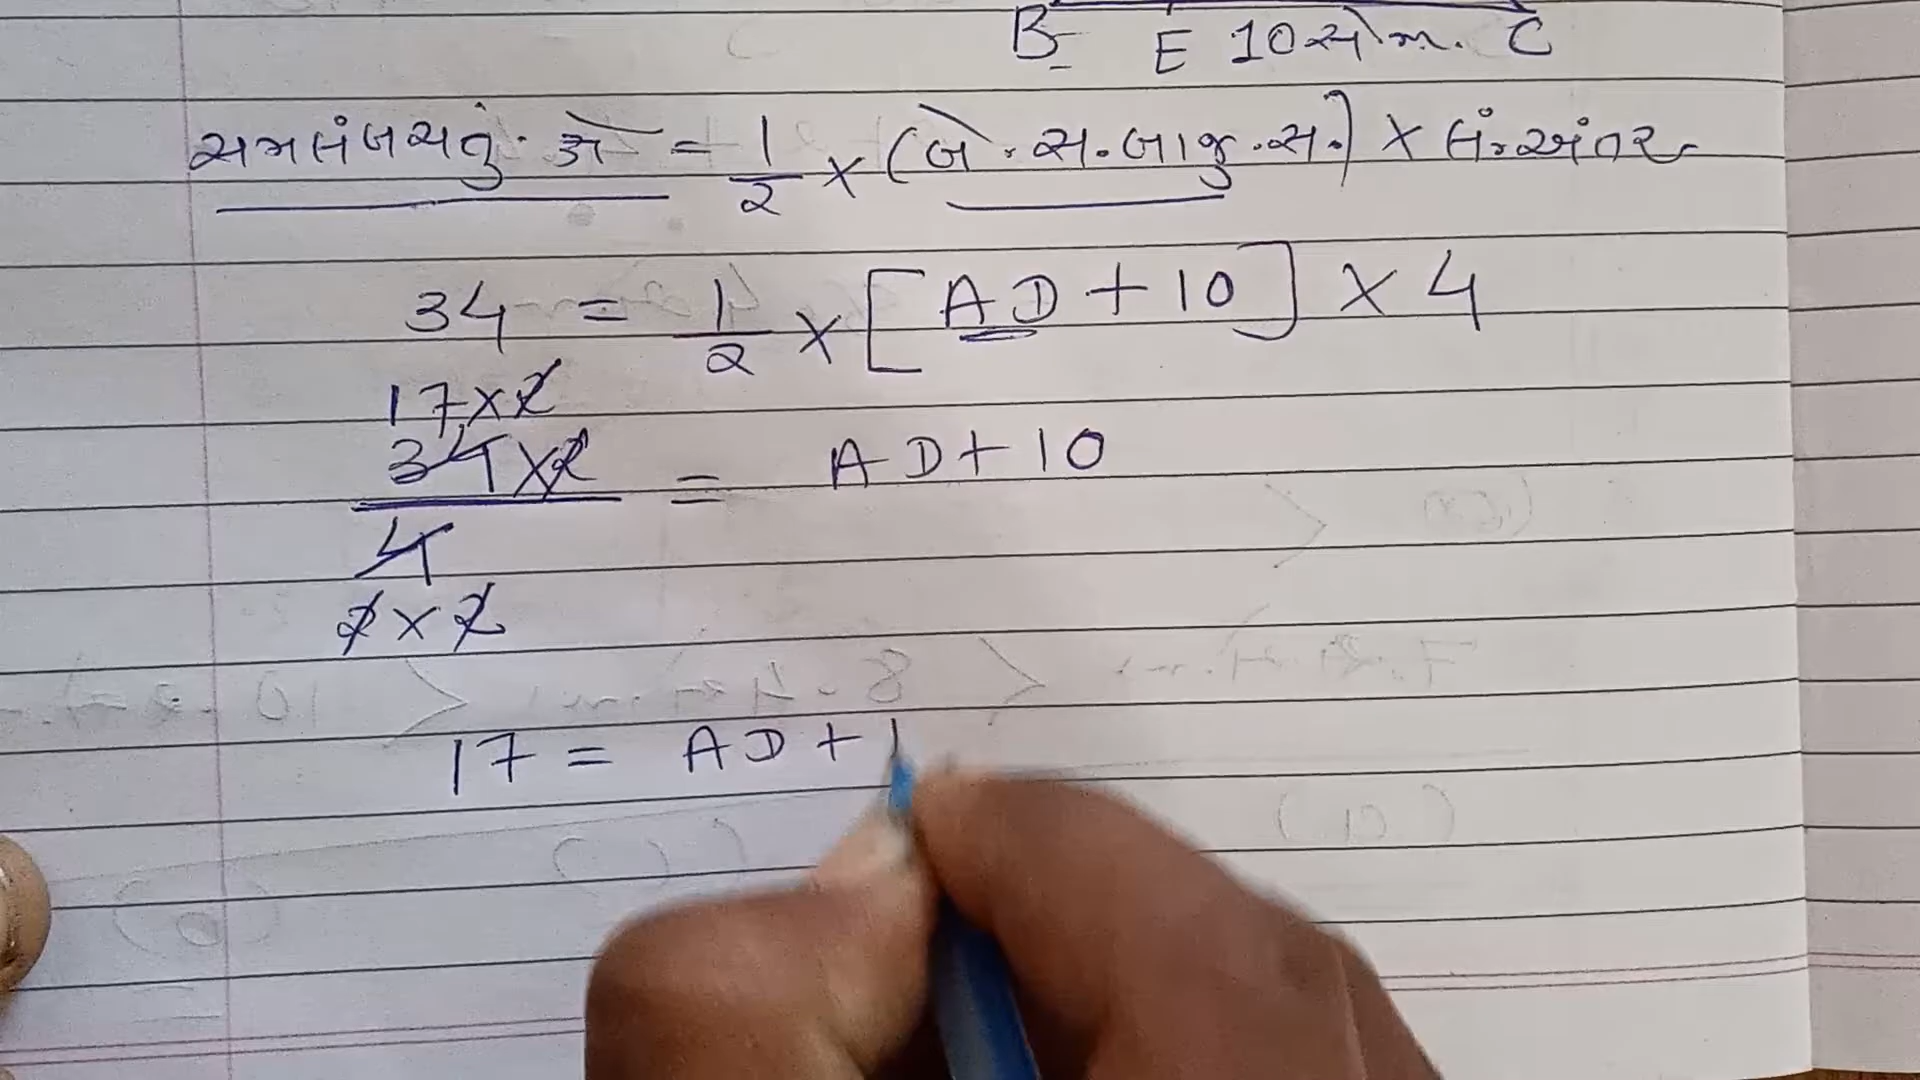 B E 10 સે.મી. C
સમલંબચતુ. ક્ષે = 1/2 × (બે. સ. બાજુ. સ.) × લં. અંતર
34 = 1/2 × [AD + 10] × 4
17×2
34×2 = AD+10
4
2×2
17 = AD + 1